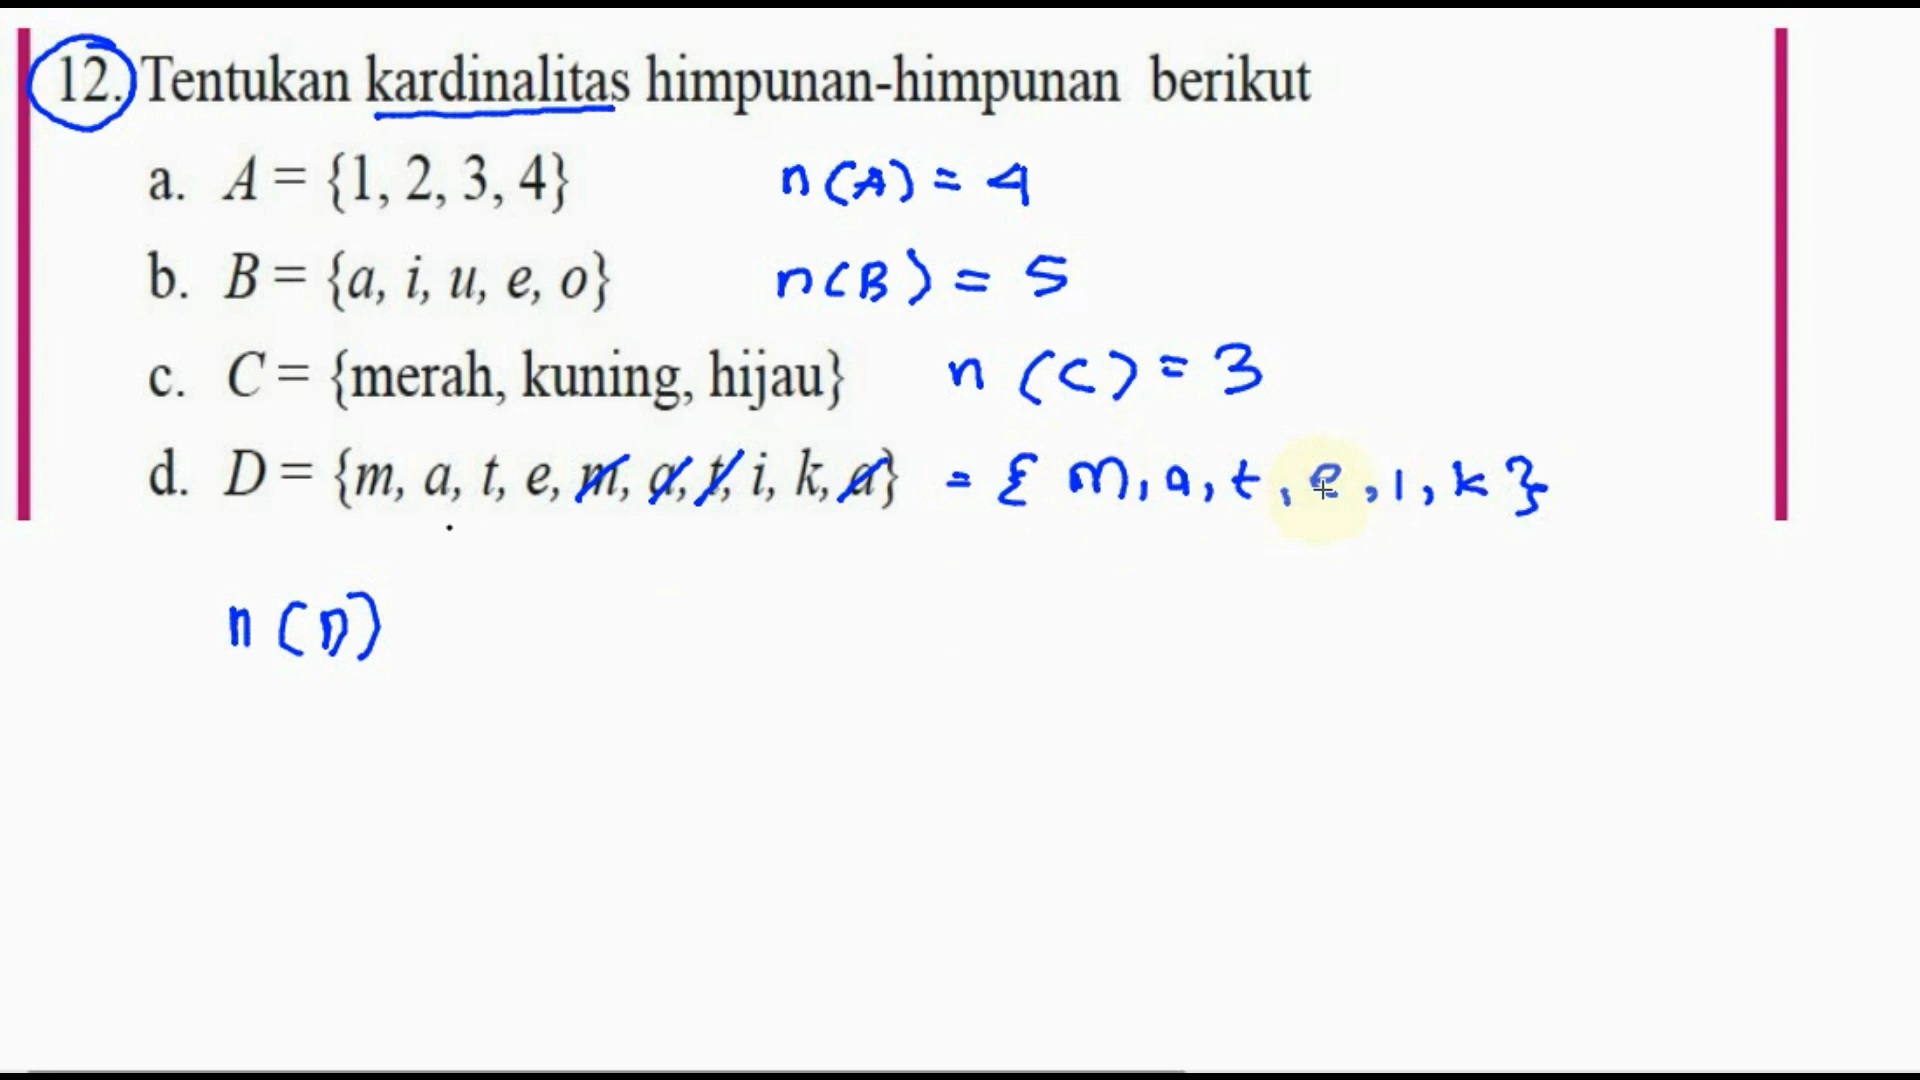 12. Tentukan kardinalitas himpunan-himpunan berikut
a. A = {1, 2, 3, 4} n(A) = 4
b. B = {a, i, u, e, o} n(B) = 5
c. C = {merah, kuning, hijau} n(C) = 3
d. D = {m, a, t, e, m, a, t, i, k, a} = {m, a, t, e, i, k}
n(D)